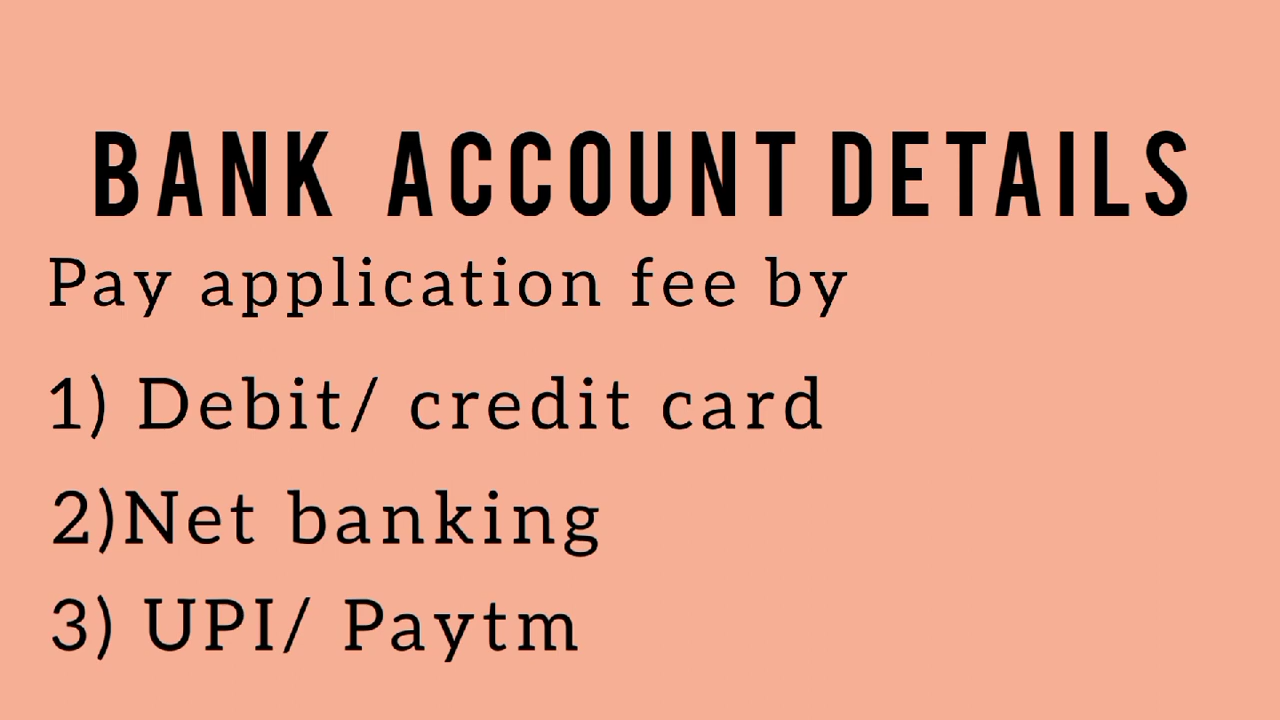 BANK ACCOUNT DETAILS
Pay application fee by
1) Debit/ credit card
2)Net banking
3) UPI/ Paytm